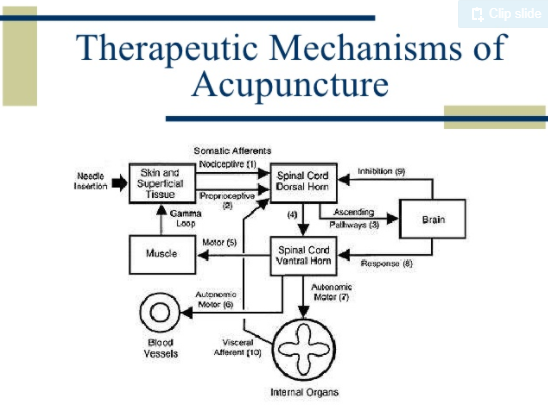 Clip slide
Therapeutic Mechanisms of
Acupuncture
Somatic Afferents
Nociceptive (1)
Needle
Insertion
Skin and
Superficial
Tissue
Proprioceptive
(2)
Spinal Cord
Dorsal Horn
Inhibition (9)
Gamma
Loop
(4)
Ascending
Pathways (3)
Brain
Muscle
Motor (5)
Spinal Cord
Ventral Horn
Response (8)
Autonomic
Motor (6)
Autonomic
Motor (7)
Blood
Vessels
Visceral
Afferent (10)
Internal Organs